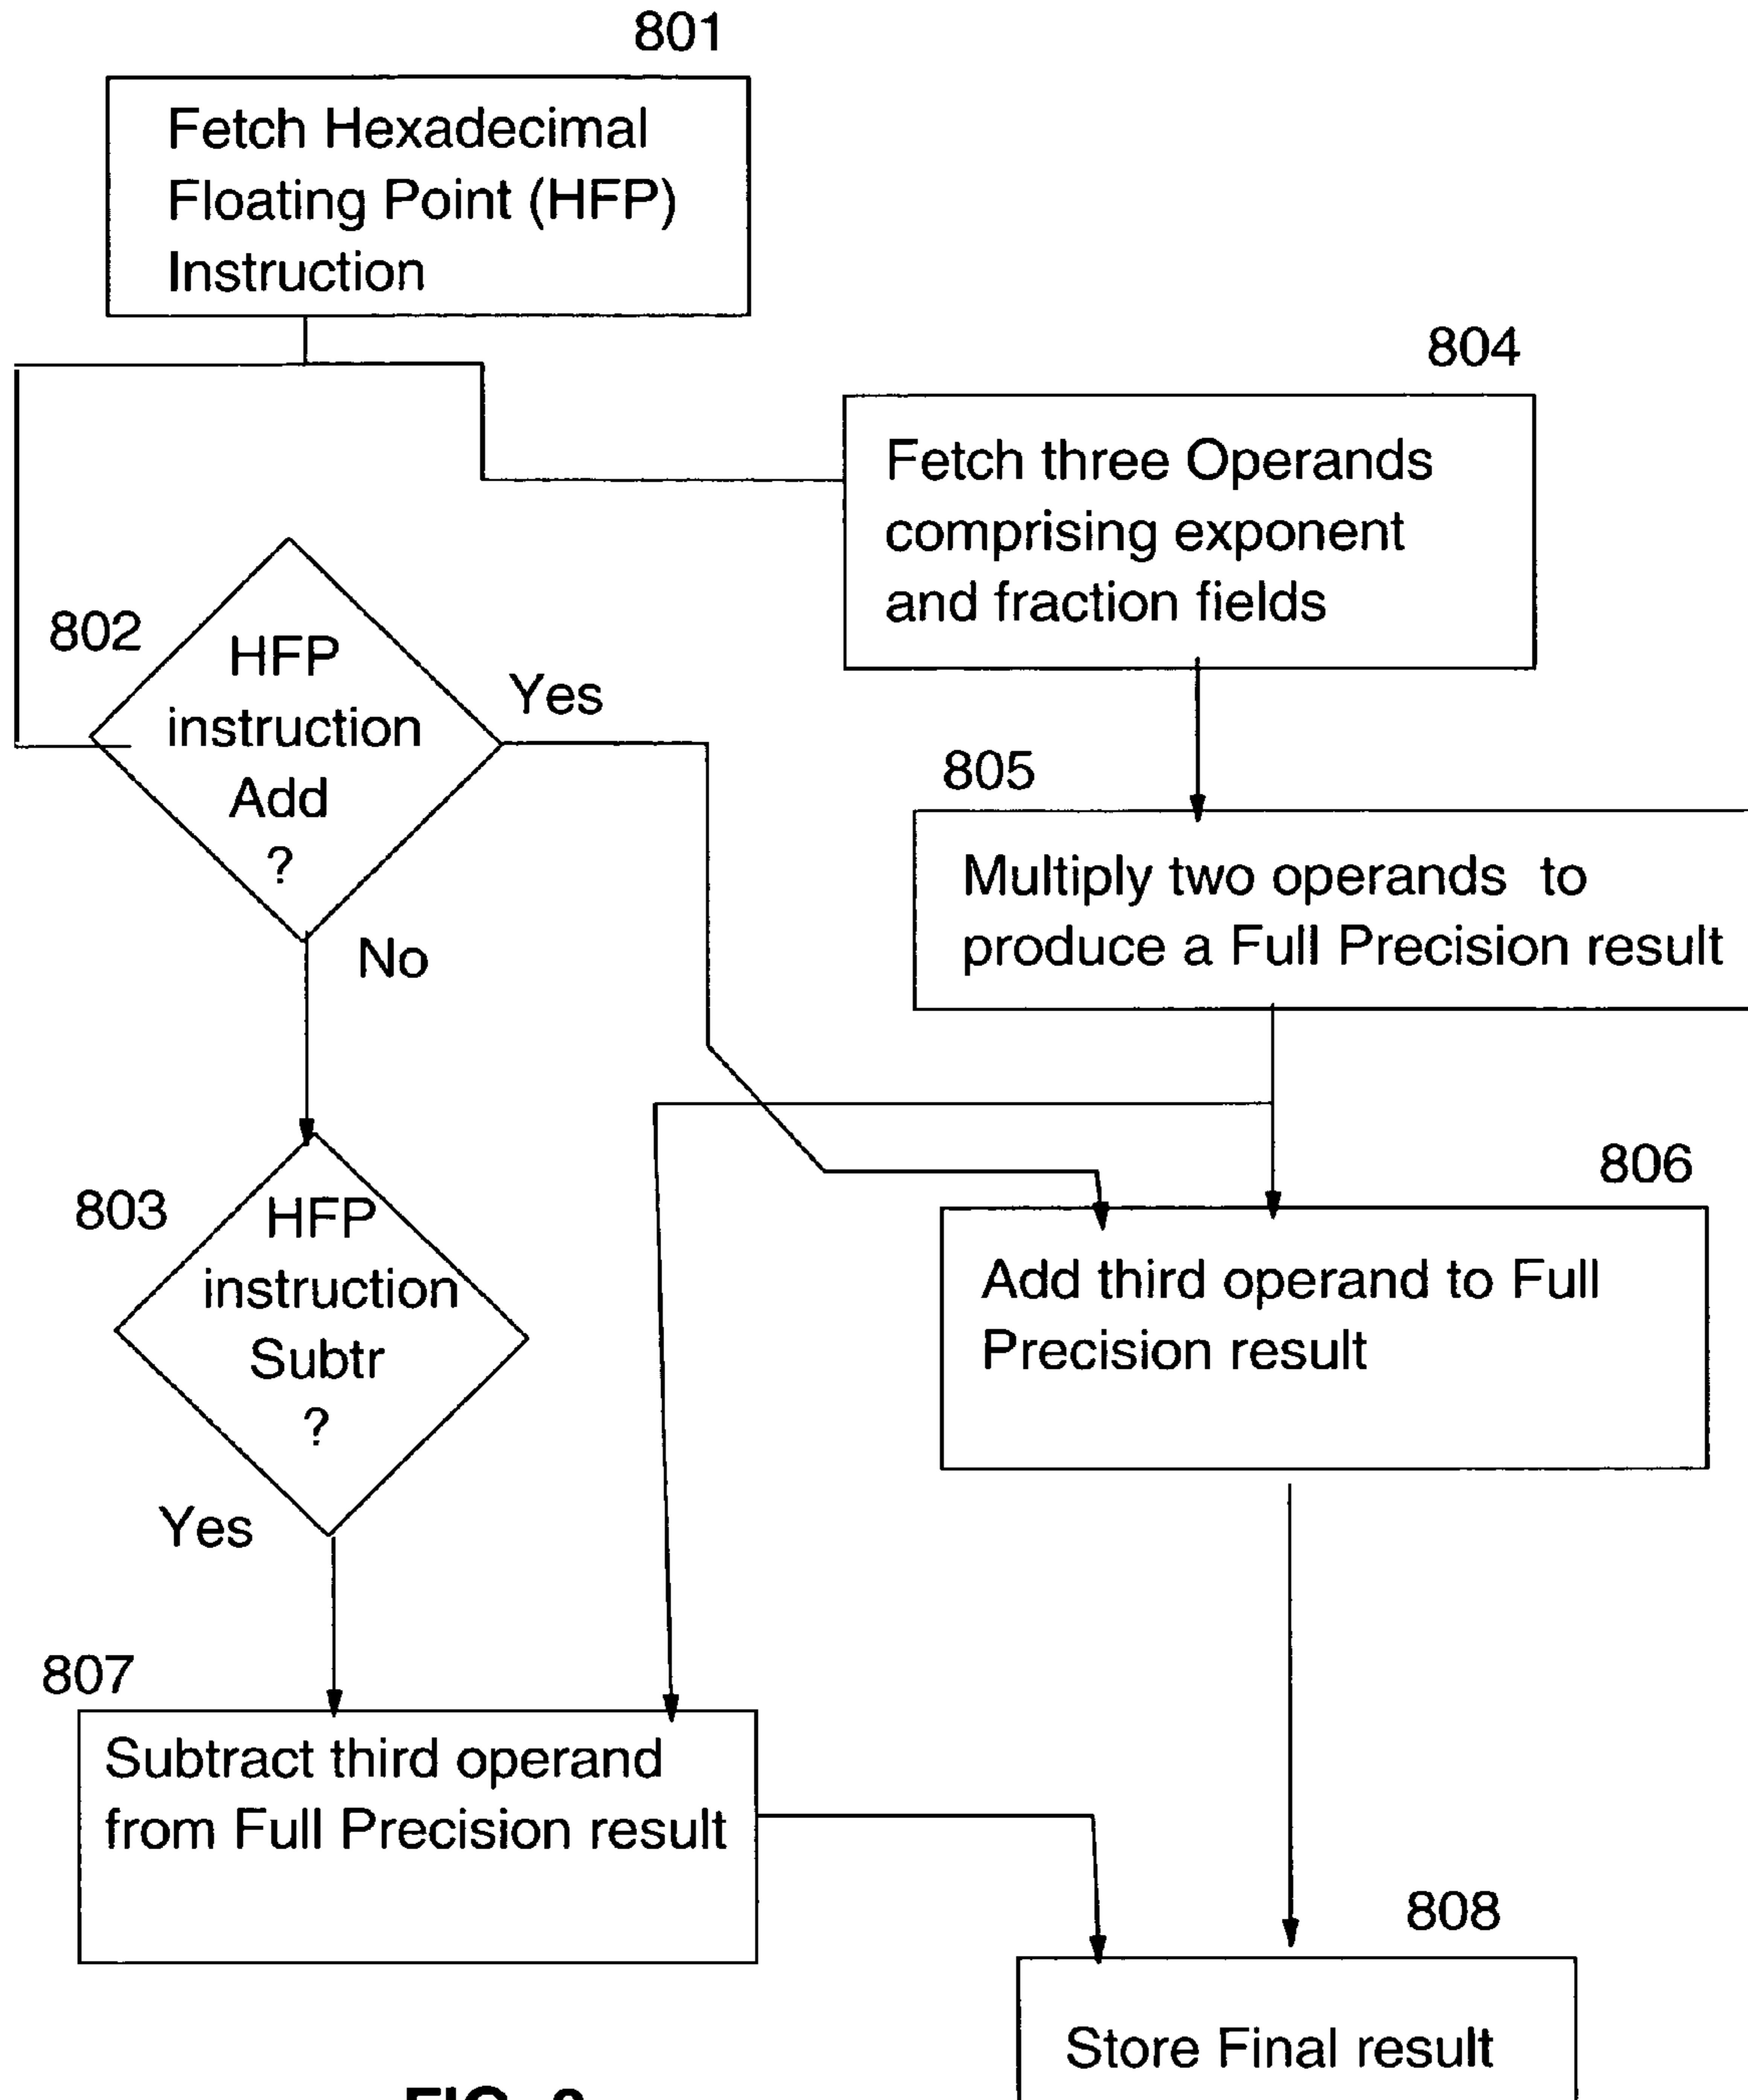 801
Fetch Hexadecimal
Floating Point (HFP)
Instruction
804
Fetch three Operands
comprising exponent
and fraction fields
802
HFP
instruction
Add
?
Yes
No
805
Multiply two operands to
produce a Full Precision result
803
HFP
instruction
Subtr
?
Yes
806
Add third operand to Full
Precision result
807
Subtract third operand
from Full Precision result
808
Store Final result